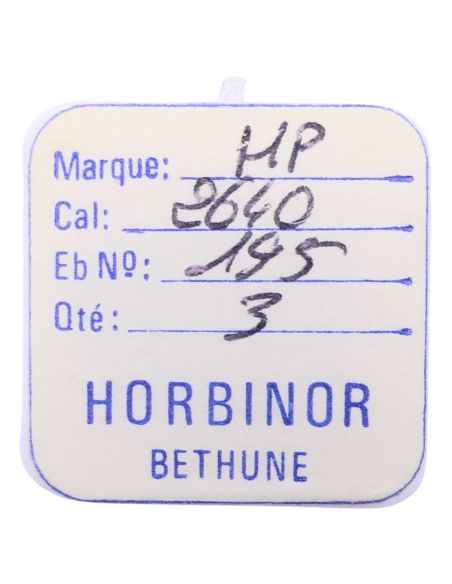 Marque: HP
Cal: 2640
Eb Nº: 195
Qté: 3
HORBINOR
BETHUNE